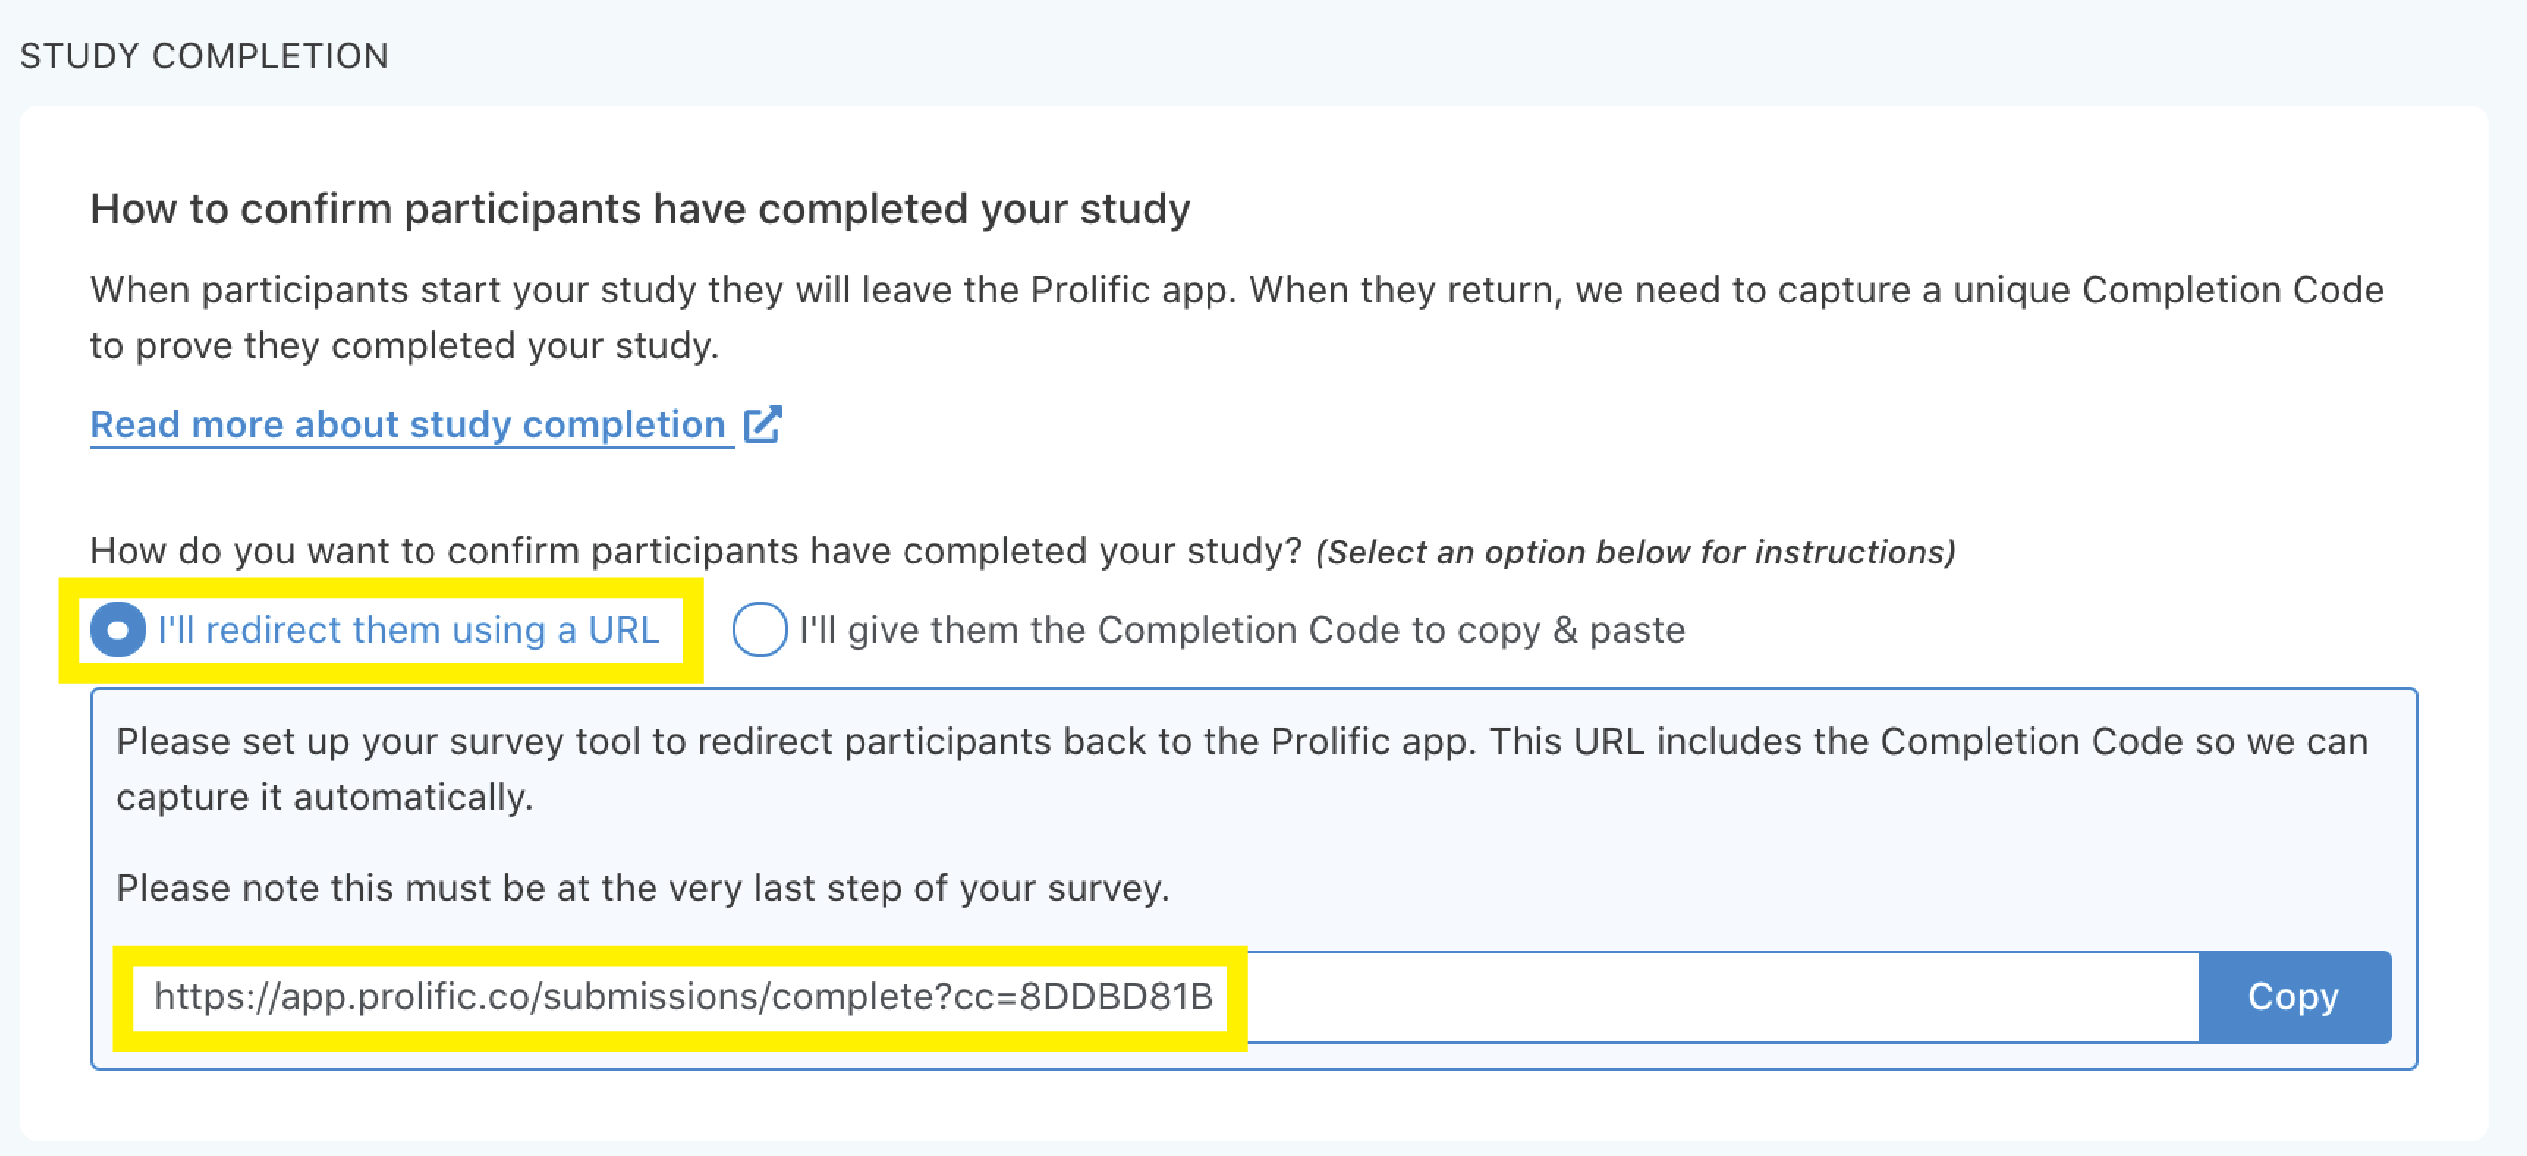 STUDY COMPLETION
How to confirm participants have completed your study
When participants start your study they will leave the Prolific app. When they return, we need to capture a unique Completion Code
to prove they completed your study.
Read more about study completion
How do you want to confirm participants have completed your study? (Select an option below for instructions)
I'll redirect them using a URL I'll give them the Completion Code to copy & paste
Please set up your survey tool to redirect participants back to the Prolific app. This URL includes the Completion Code so we can
capture it automatically.
Please note this must be at the very last step of your survey.
https://app.prolific.co/submissions/complete?cc=8DDBD81B Copy